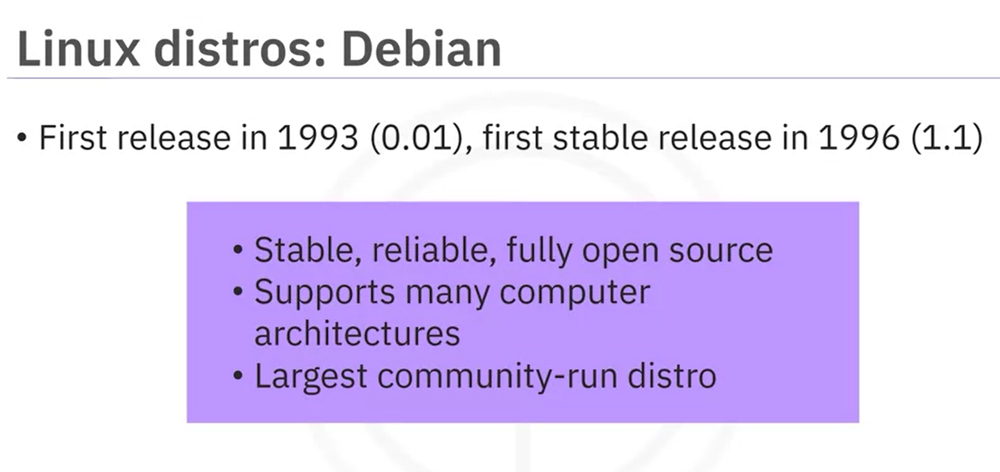 Linux distros: Debian
• First release in 1993 (0.01), first stable release in 1996 (1.1)
• Stable, reliable, fully open source
• Supports many computer
architectures
• Largest community-run distro